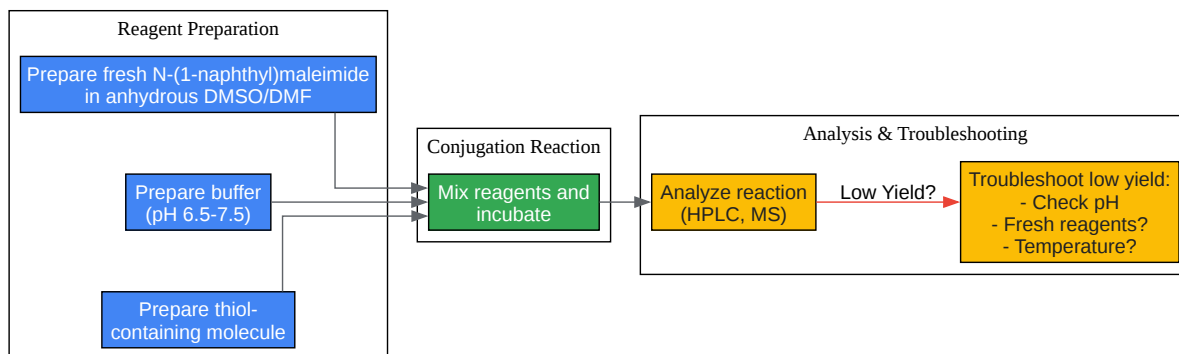 Reagent Preparation
Prepare fresh N-(1-naphthyl)maleimide
in anhydrous DMSO/DMF
Prepare buffer
(pH 6.5-7.5)
Prepare thiol-
containing molecule
Conjugation Reaction
Mix reagents and
incubate
Analysis & Troubleshooting
Analyze reaction
(HPLC, MS)
Low Yield?
Troubleshoot low yield:
- Check pH
- Fresh reagents?
- Temperature?